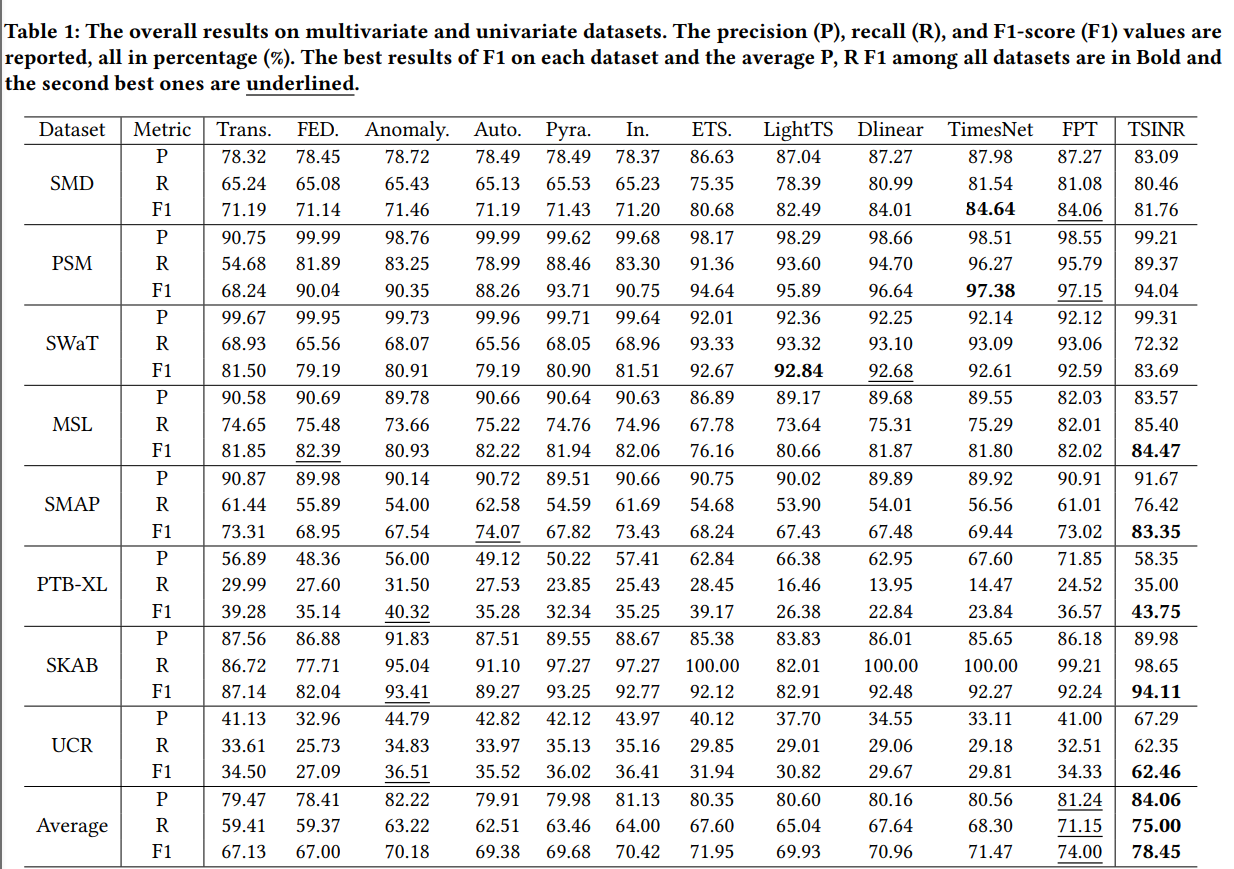 Table 1: The overall results on multivariate and univariate datasets. The precision (P), recall (R), and F1-score (F1) values are
reported, all in percentage (%). The best results of F1 on each dataset and the average P, R F1 among all datasets are in Bold and
the second best ones are underlined.
Dataset Metric Trans. FED. Anomaly. Auto. Pyra. In. ETS. LightTS Dlinear TimesNet FPT TSINR
P 78.32 78.45 78.72 78.49 78.49 78.37 86.63 87.04 87.27 87.98 87.27 83.09
SMD R 65.24 65.08 65.43 65.13 65.53 65.23 75.35 78.39 80.99 81.54 81.08 80.46
F1 71.19 71.14 71.46 71.19 71.43 71.20 80.68 82.49 84.01 84.64 84.06 81.76
P 90.75 99.99 98.76 99.99 99.62 99.68 98.17 98.29 98.66 98.51 98.55 99.21
PSM R 54.68 81.89 83.25 78.99 88.46 83.30 91.36 93.60 94.70 96.27 95.79 89.37
F1 68.24 90.04 90.35 88.26 93.71 90.75 94.64 95.89 96.64 97.38 97.15 94.04
P 99.67 99.95 99.73 99.96 99.71 99.64 92.01 92.36 92.25 92.14 92.12 99.31
SWaT R 68.93 65.56 68.07 65.56 68.05 68.96 93.33 93.32 93.10 93.09 93.06 72.32
F1 81.50 79.19 80.91 79.19 80.90 81.51 92.67 92.84 92.68 92.61 92.59 83.69
P 90.58 90.69 89.78 90.66 90.64 90.63 86.89 89.17 89.68 89.55 82.03 83.57
MSL R 74.65 75.48 73.66 75.22 74.76 74.96 67.78 73.64 75.31 75.29 82.01 85.40
F1 81.85 82.39 80.93 82.22 81.94 82.06 76.16 80.66 81.87 81.80 82.02 84.47
P 90.87 89.98 90.14 90.72 89.51 90.66 90.75 90.02 89.89 89.92 90.91 91.67
SMAP R 61.44 55.89 54.00 62.58 54.59 61.69 54.68 53.90 54.01 56.56 61.01 76.42
F1 73.31 68.95 67.54 74.07 67.82 73.43 68.24 67.43 67.48 69.44 73.02 83.35
P 56.89 48.36 56.00 49.12 50.22 57.41 62.84 66.38 62.95 67.60 71.85 58.35
PTB-XL R 29.99 27.60 31.50 27.53 23.85 25.43 28.45 16.46 13.95 14.47 24.52 35.00
F1 39.28 35.14 40.32 35.28 32.34 35.25 39.17 26.38 22.84 23.84 36.57 43.75
P 87.56 86.88 91.83 87.51 89.55 88.67 85.38 83.83 86.01 85.65 86.18 89.98
SKAB R 86.72 77.71 95.04 91.10 97.27 97.27 100.00 82.01 100.00 100.00 99.21 98.65
F1 87.14 82.04 93.41 89.27 93.25 92.77 92.12 82.91 92.48 92.27 92.24 94.11
P 41.13 32.96 44.79 42.82 42.12 43.97 40.12 37.70 34.55 33.11 41.00 67.29
UCR R 33.61 25.73 34.83 33.97 35.13 35.16 29.85 29.01 29.06 29.18 32.51 62.35
F1 34.50 27.09 36.51 35.52 36.02 36.41 31.94 30.82 29.67 29.81 34.33 62.46
P 79.47 78.41 82.22 79.91 79.98 81.13 80.35 80.60 80.16 80.56 81.24 84.06
Average R 59.41 59.37 63.22 62.51 63.46 64.00 67.60 65.04 67.64 68.30 71.15 75.00
F1 67.13 67.00 70.18 69.38 69.68 70.42 71.95 69.93 70.96 71.47 74.00 78.45